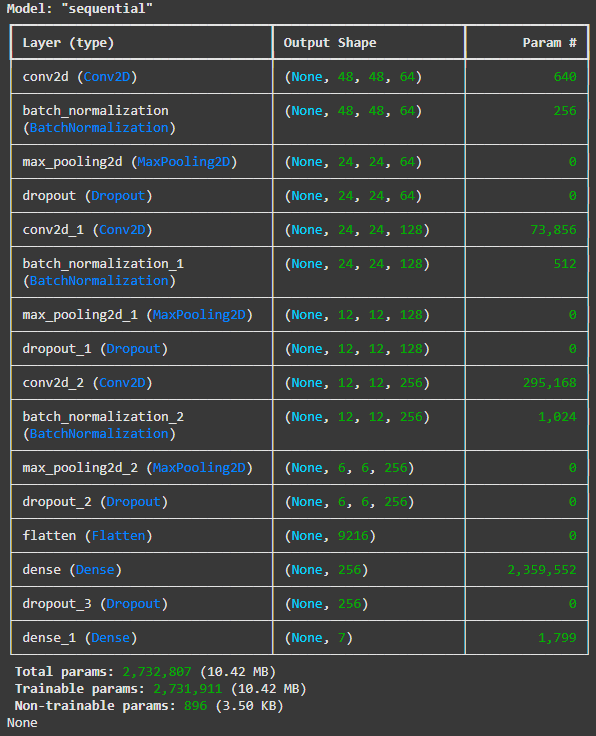 Model: "sequential"
Layer (type) Output Shape Param #
conv2d (Conv2D) (None, 48, 48, 64) 640
batch_normalization (None, 48, 48, 64) 256
(BatchNormalization)
max_pooling2d (MaxPooling2D) (None, 24, 24, 64) 0
dropout (Dropout) (None, 24, 24, 64) 0
conv2d_1 (Conv2D) (None, 24, 24, 128) 73,856
batch_normalization_1 (None, 24, 24, 128) 512
(BatchNormalization)
max_pooling2d_1 (MaxPooling2D) (None, 12, 12, 128) 0
dropout_1 (Dropout) (None, 12, 12, 128) 0
conv2d_2 (Conv2D) (None, 12, 12, 256) 295,168
batch_normalization_2 (None, 12, 12, 256) 1,024
(BatchNormalization)
max_pooling2d_2 (MaxPooling2D) (None, 6, 6, 256) 0
dropout_2 (Dropout) (None, 6, 6, 256) 0
flatten (Flatten) (None, 9216) 0
dense (Dense) (None, 256) 2,359,552
dropout_3 (Dropout) (None, 256) 0
dense_1 (Dense) (None, 7) 1,799
Total params: 2,732,807 (10.42 MB)
Trainable params: 2,731,911 (10.42 MB)
Non-trainable params: 896 (3.50 KB)
None